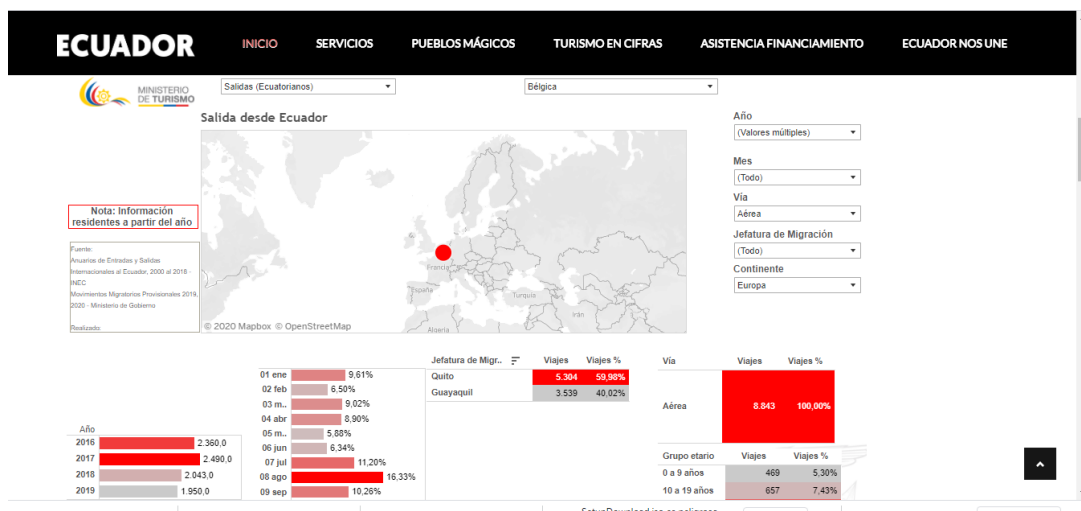 ECUADOR INICIO SERVICIOS PUEBLOS MÁGICOS TURISMO EN CIFRAS ASISTENCIA FINANCIAMIENTO ECUADOR NOS UNE
MINISTERIO
DE TURISMO
Salidas (Ecuatorianos) Bélgica
Salida desde Ecuador
Año
(Valores múltiples)
Mes
(Todo)
Vía
Aérea
Jefatura de Migración
(Todo)
Continente
Europa
Nota: Información
residentes a partir del año
Fuente:
Anuarios de Entradas y Salidas
Internacionales al Ecuador, 2000 al 2018 -
INEC
Movimientos Migratorios Provisionales 2019,
2020 - Ministerio de Gobierno
Realizado:
Francia
España
Turquía
Irán
Algeria
© 2020 Mapbox © OpenStreetMap
Año
2016 2.360,0
2017 2.490,0
2018 2.043,0
2019 1.950,0
01 ene 9,61%
02 feb 6,50%
03 m.. 9,02%
04 abr 8,90%
05 m.. 5,88%
06 jun 6,34%
07 jul 11,20%
08 ago 16,33%
09 sep 10,26%
Jefatura de Migr.. Viajes Viajes %
Quito 5.304 59,98%
Guayaquil 3.539 40,02%
Vía Viajes Viajes %
Aérea 8.843 100,00%
Grupo etario Viajes Viajes %
0 a 9 años 469 5,30%
10 a 19 años 657 7,43%